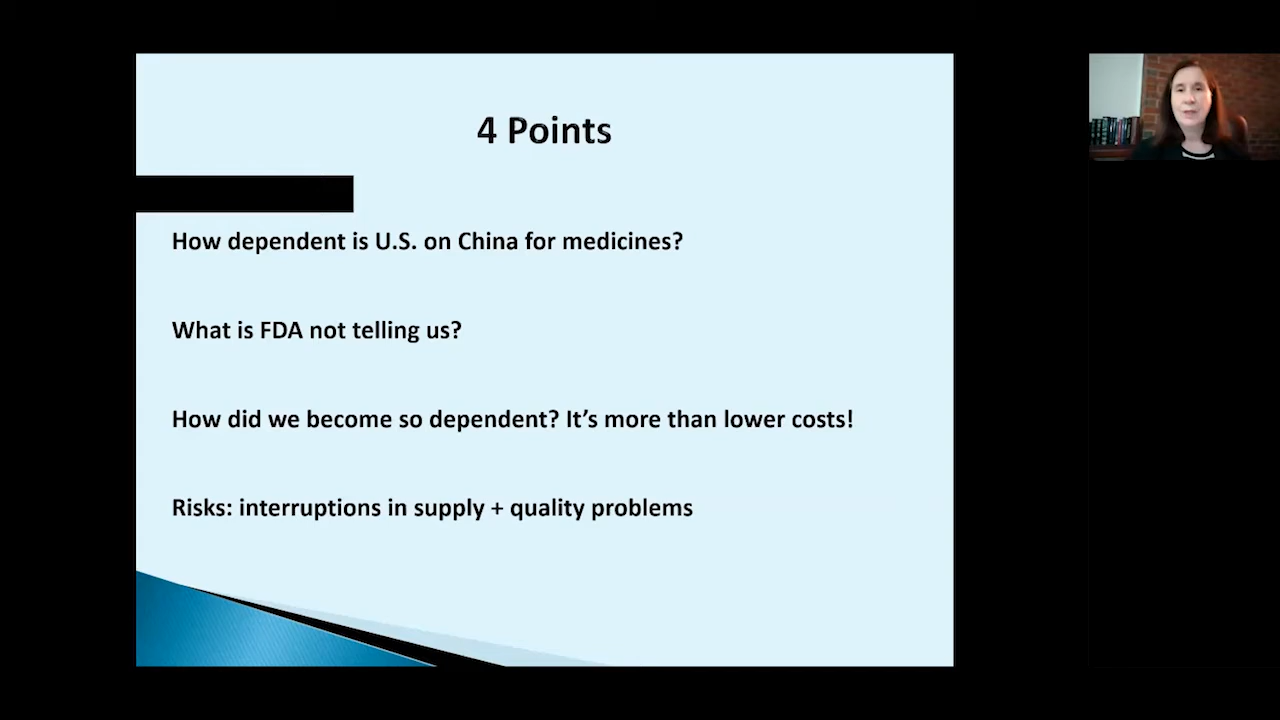 4 Points
How dependent is U.S. on China for medicines?
What is FDA not telling us?
How did we become so dependent? It’s more than lower costs!
Risks: interruptions in supply + quality problems